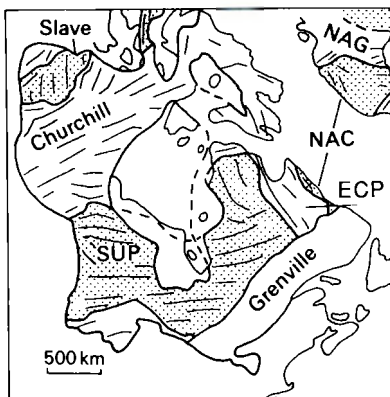 Slave
NAG
Churchill
NAC
ECP
SUP
Grenville
500 km